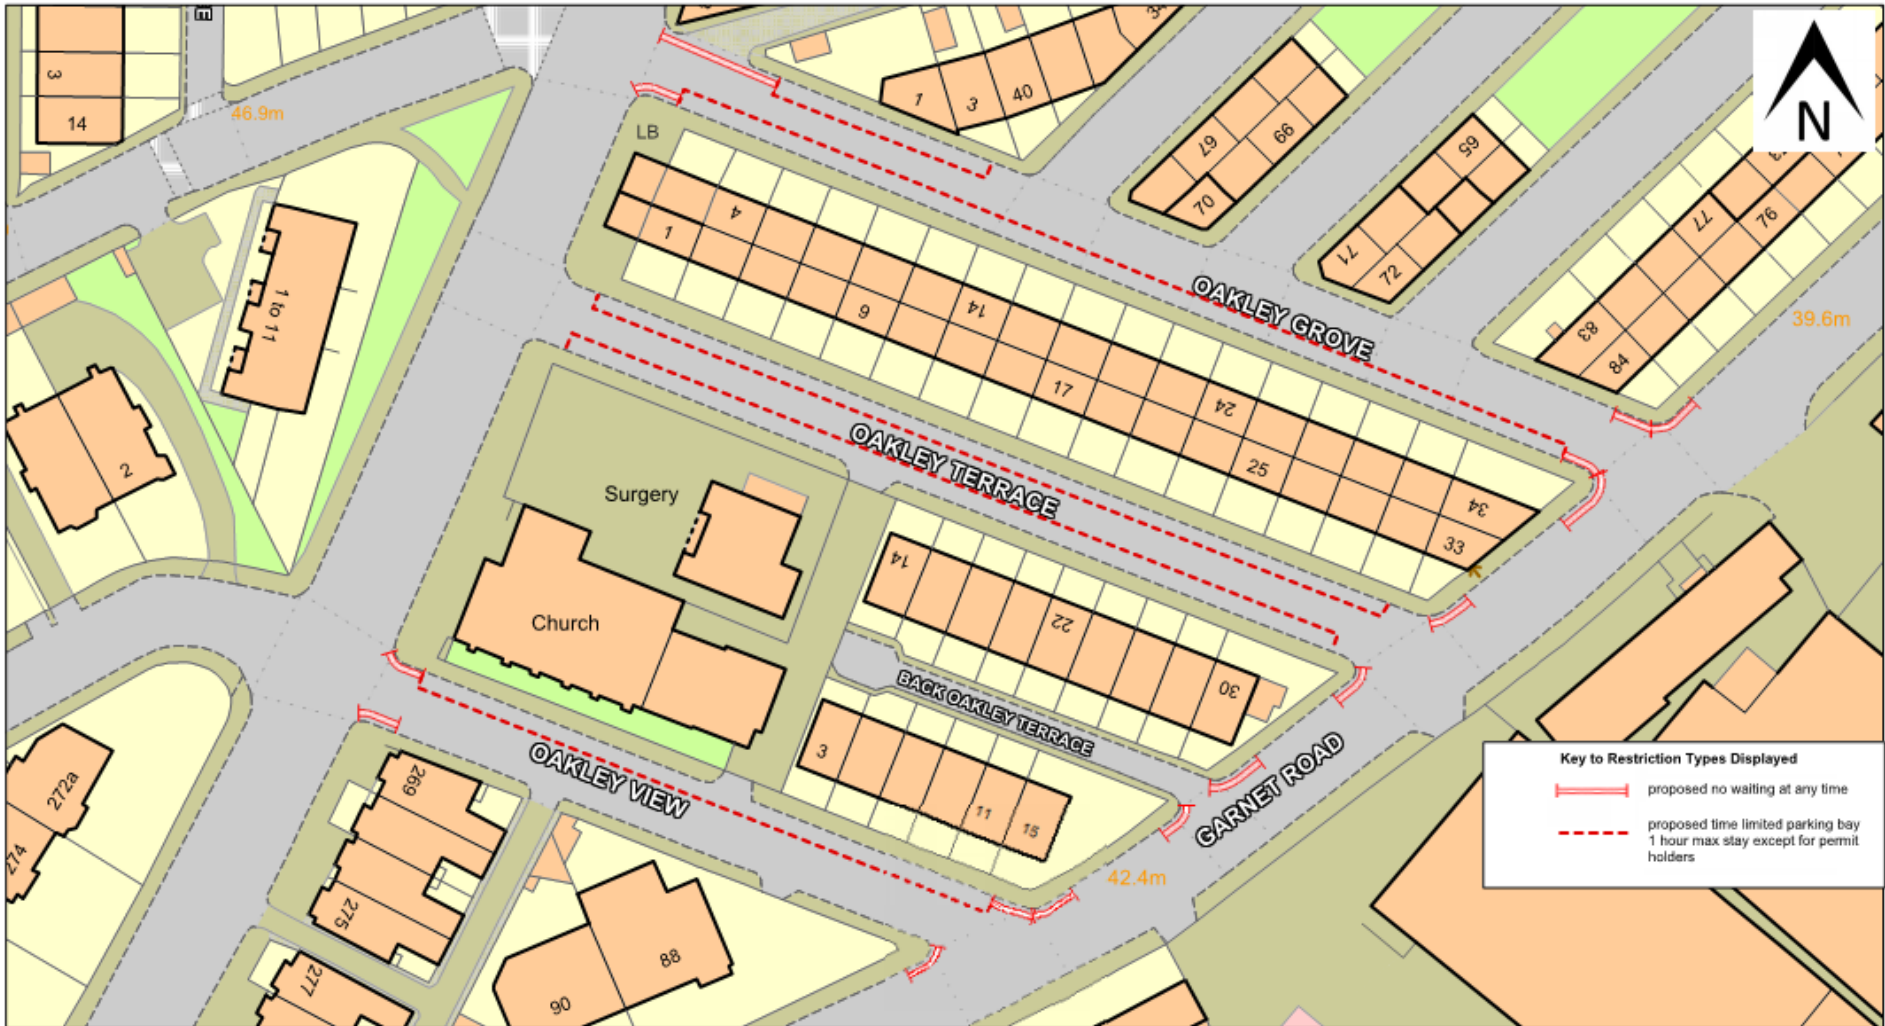 E
3
14
46.9m
LB
1
3
40
34
67
66
70
65
71
72
77
76
83
84
39.6m
N
4
1
9
14
17
24
25
34
33
OAKLEY GROVE
1 to 11
2
OAKLEY TERRACE
Surgery
Church
14
22
30
BACK OAKLEY TERRACE
3
11
15
OAKLEY VIEW
GARNET ROAD
42.4m
272a
274
269
275
277
88
90
Key to Restriction Types Displayed
proposed no waiting at any time
proposed time limited parking bay
1 hour max stay except for permit
holders